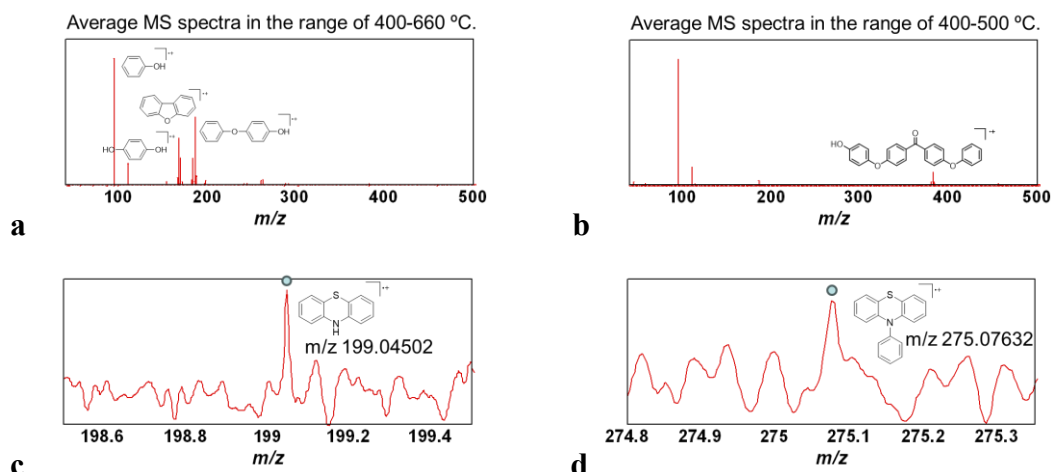 Average MS spectra in the range of 400-660 ºC.
OH
O
HO OH
O OH
100 200 300 400 500
m/z
a
Average MS spectra in the range of 400-500 ºC.
O
HO
O O
100 200 300 400 500
m/z
b
S
N
H
m/z 199.04502
198.6 198.8 199 199.2 199.4
m/z
c
S
N
m/z 275.07632
274.8 274.9 275 275.1 275.2 275.3
m/z
d